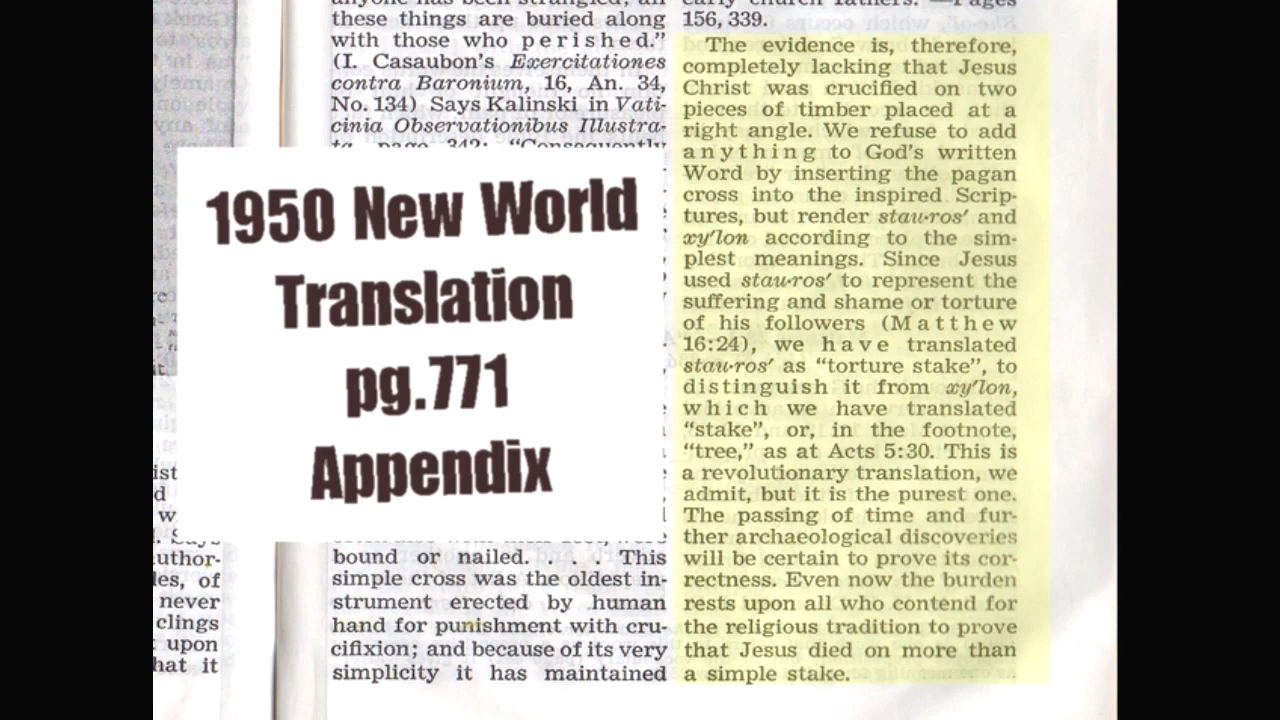 ist
d
w
. Says
uthor-
les, of
never
clings
upon
hat it
anyone has been strangled, all
these things are buried along
with those who perished.”
(I. Casaubon’s Exercitationes
contra Baronium, 16, An. 34,
No. 134) Says Kalinski in Vati-
cinia Observationibus Illustra-
ta, page 342: “Consequently
1950 New World
Translation
pg.771
Appendix
bound or nailed. . . . This
simple cross was the oldest in-
strument erected by human
hand for punishment with cru-
cifixion; and because of its very
simplicity it has maintained
early church fathers. —Pages
156, 339.
The evidence is, therefore,
completely lacking that Jesus
Christ was crucified on two
pieces of timber placed at a
right angle. We refuse to add
anything to God’s written
Word by inserting the pagan
cross into the inspired Scrip-
tures, but render stau·ros′ and
xy′lon according to the sim-
plest meanings. Since Jesus
used stau·ros′ to represent the
suffering and shame or torture
of his followers (Matthew
16:24), we have translated
stau·ros′ as “torture stake”, to
distinguish it from xy′lon,
which we have translated
“stake”, or, in the footnote,
“tree,” as at Acts 5:30. This is
a revolutionary translation, we
admit, but it is the purest one.
The passing of time and fur-
ther archaeological discoveries
will be certain to prove its cor-
rectness. Even now the burden
rests upon all who contend for
the religious tradition to prove
that Jesus died on more than
a simple stake.